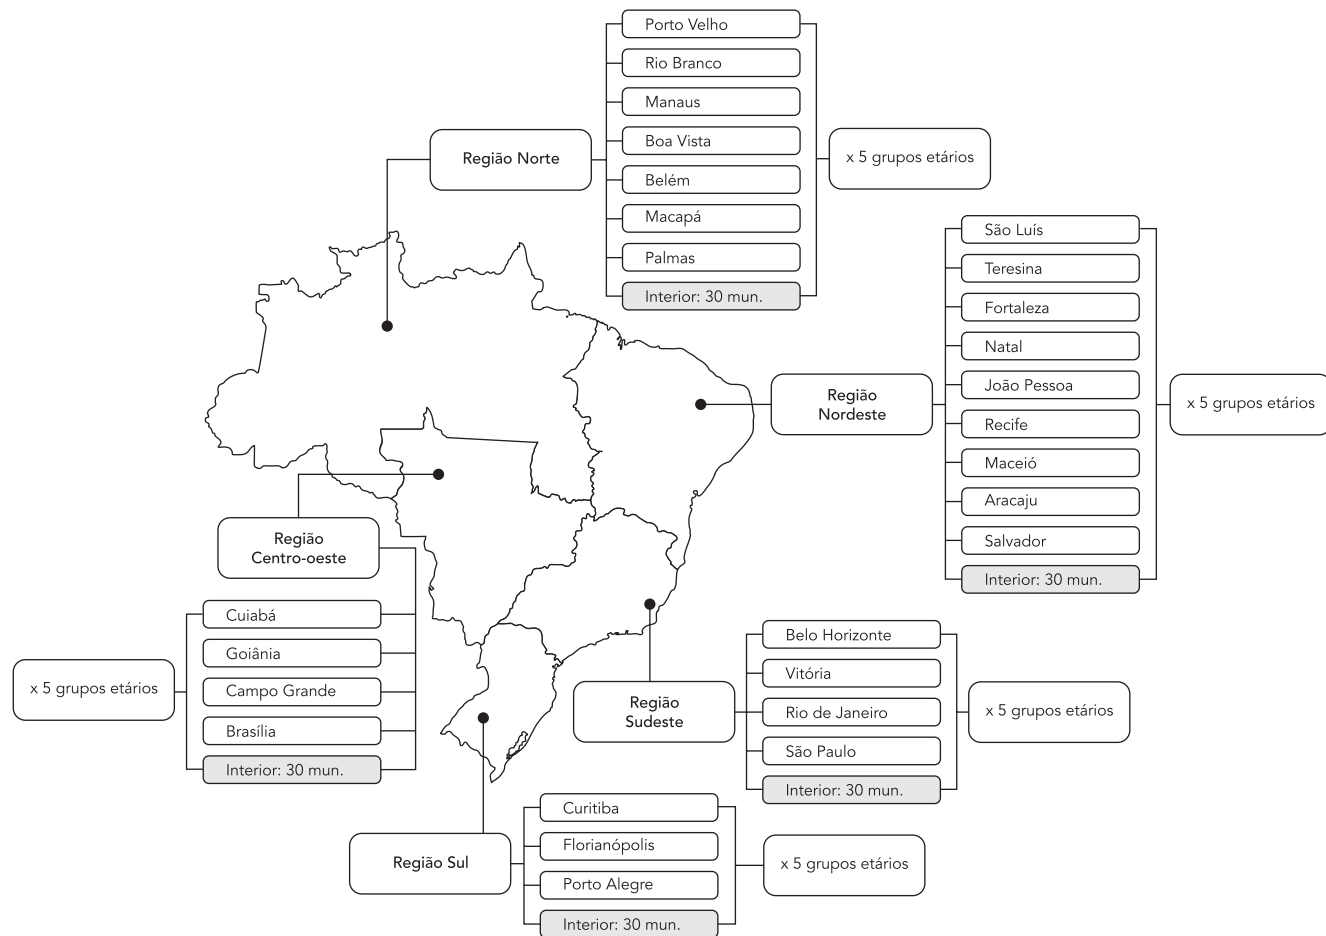 Região Norte
Porto Velho
Rio Branco
Manaus
Boa Vista
Belém
Macapá
Palmas
Interior: 30 mun.
x 5 grupos etários
Região
Nordeste
São Luís
Teresina
Fortaleza
Natal
João Pessoa
Recife
Maceió
Aracaju
Salvador
Interior: 30 mun.
x 5 grupos etários
Região
Centro-oeste
Cuiabá
Goiânia
Campo Grande
Brasília
Interior: 30 mun.
x 5 grupos etários
Região
Sudeste
Belo Horizonte
Vitória
Rio de Janeiro
São Paulo
Interior: 30 mun.
x 5 grupos etários
Região Sul
Curitiba
Florianópolis
Porto Alegre
Interior: 30 mun.
x 5 grupos etários